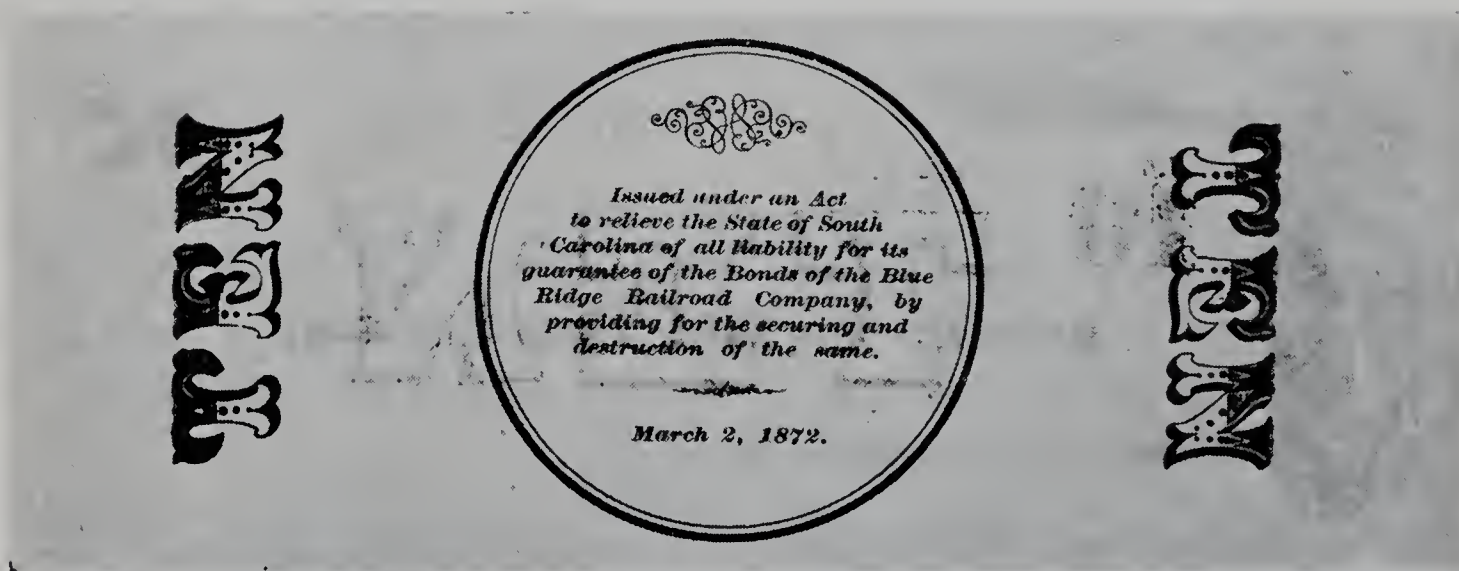 TEN
Issued under an Act
to relieve the State of South
Carolina of all liability for its
guarantee of the Bonds of the Blue
Ridge Railroad Company, by
providing for the securing and
destruction of the same.
March 2, 1872.
TEN